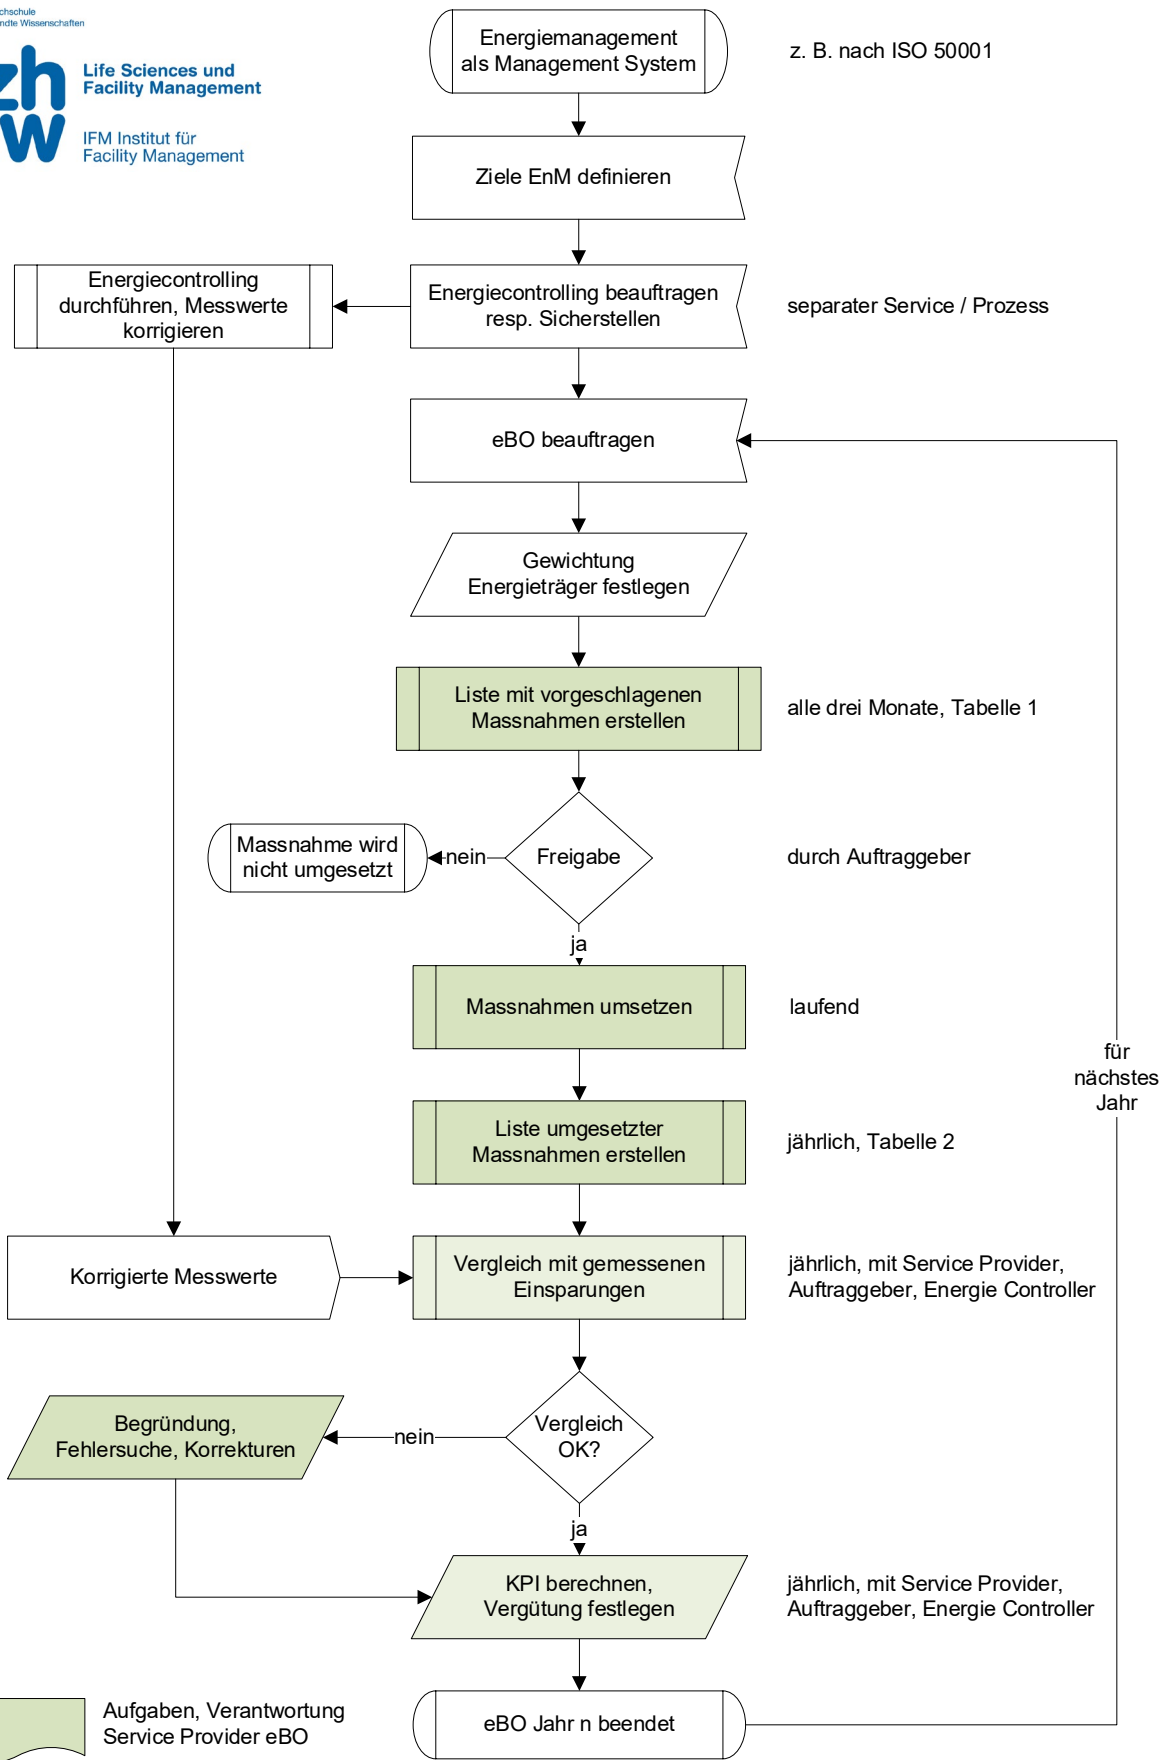 Life Sciences und
Facility Management
IFM Institut für
Facility Management
Energiemanagement
als Management System
z. B. nach ISO 50001
Ziele EnM definieren
Energiecontrolling
durchführen, Messwerte
korrigieren
Energiecontrolling beauftragen
resp. Sicherstellen
separater Service / Prozess
eBO beauftragen
Gewichtung
Energieträger festlegen
Liste mit vorgeschlagenen
Massnahmen erstellen
alle drei Monate, Tabelle 1
Massnahme wird
nicht umgesetzt
nein
Freigabe
durch Auftraggeber
ja
Massnahmen umsetzen
laufend
für
nächstes
Jahr
Liste umgesetzter
Massnahmen erstellen
jährlich, Tabelle 2
Korrigierte Messwerte
Vergleich mit gemessenen
Einsparungen
jährlich, mit Service Provider,
Auftraggeber, Energie Controller
Begründung,
Fehlersuche, Korrekturen
nein
Vergleich
OK?
ja
KPI berechnen,
Vergütung festlegen
jährlich, mit Service Provider,
Auftraggeber, Energie Controller
Aufgaben, Verantwortung
Service Provider eBO
eBO Jahr n beendet